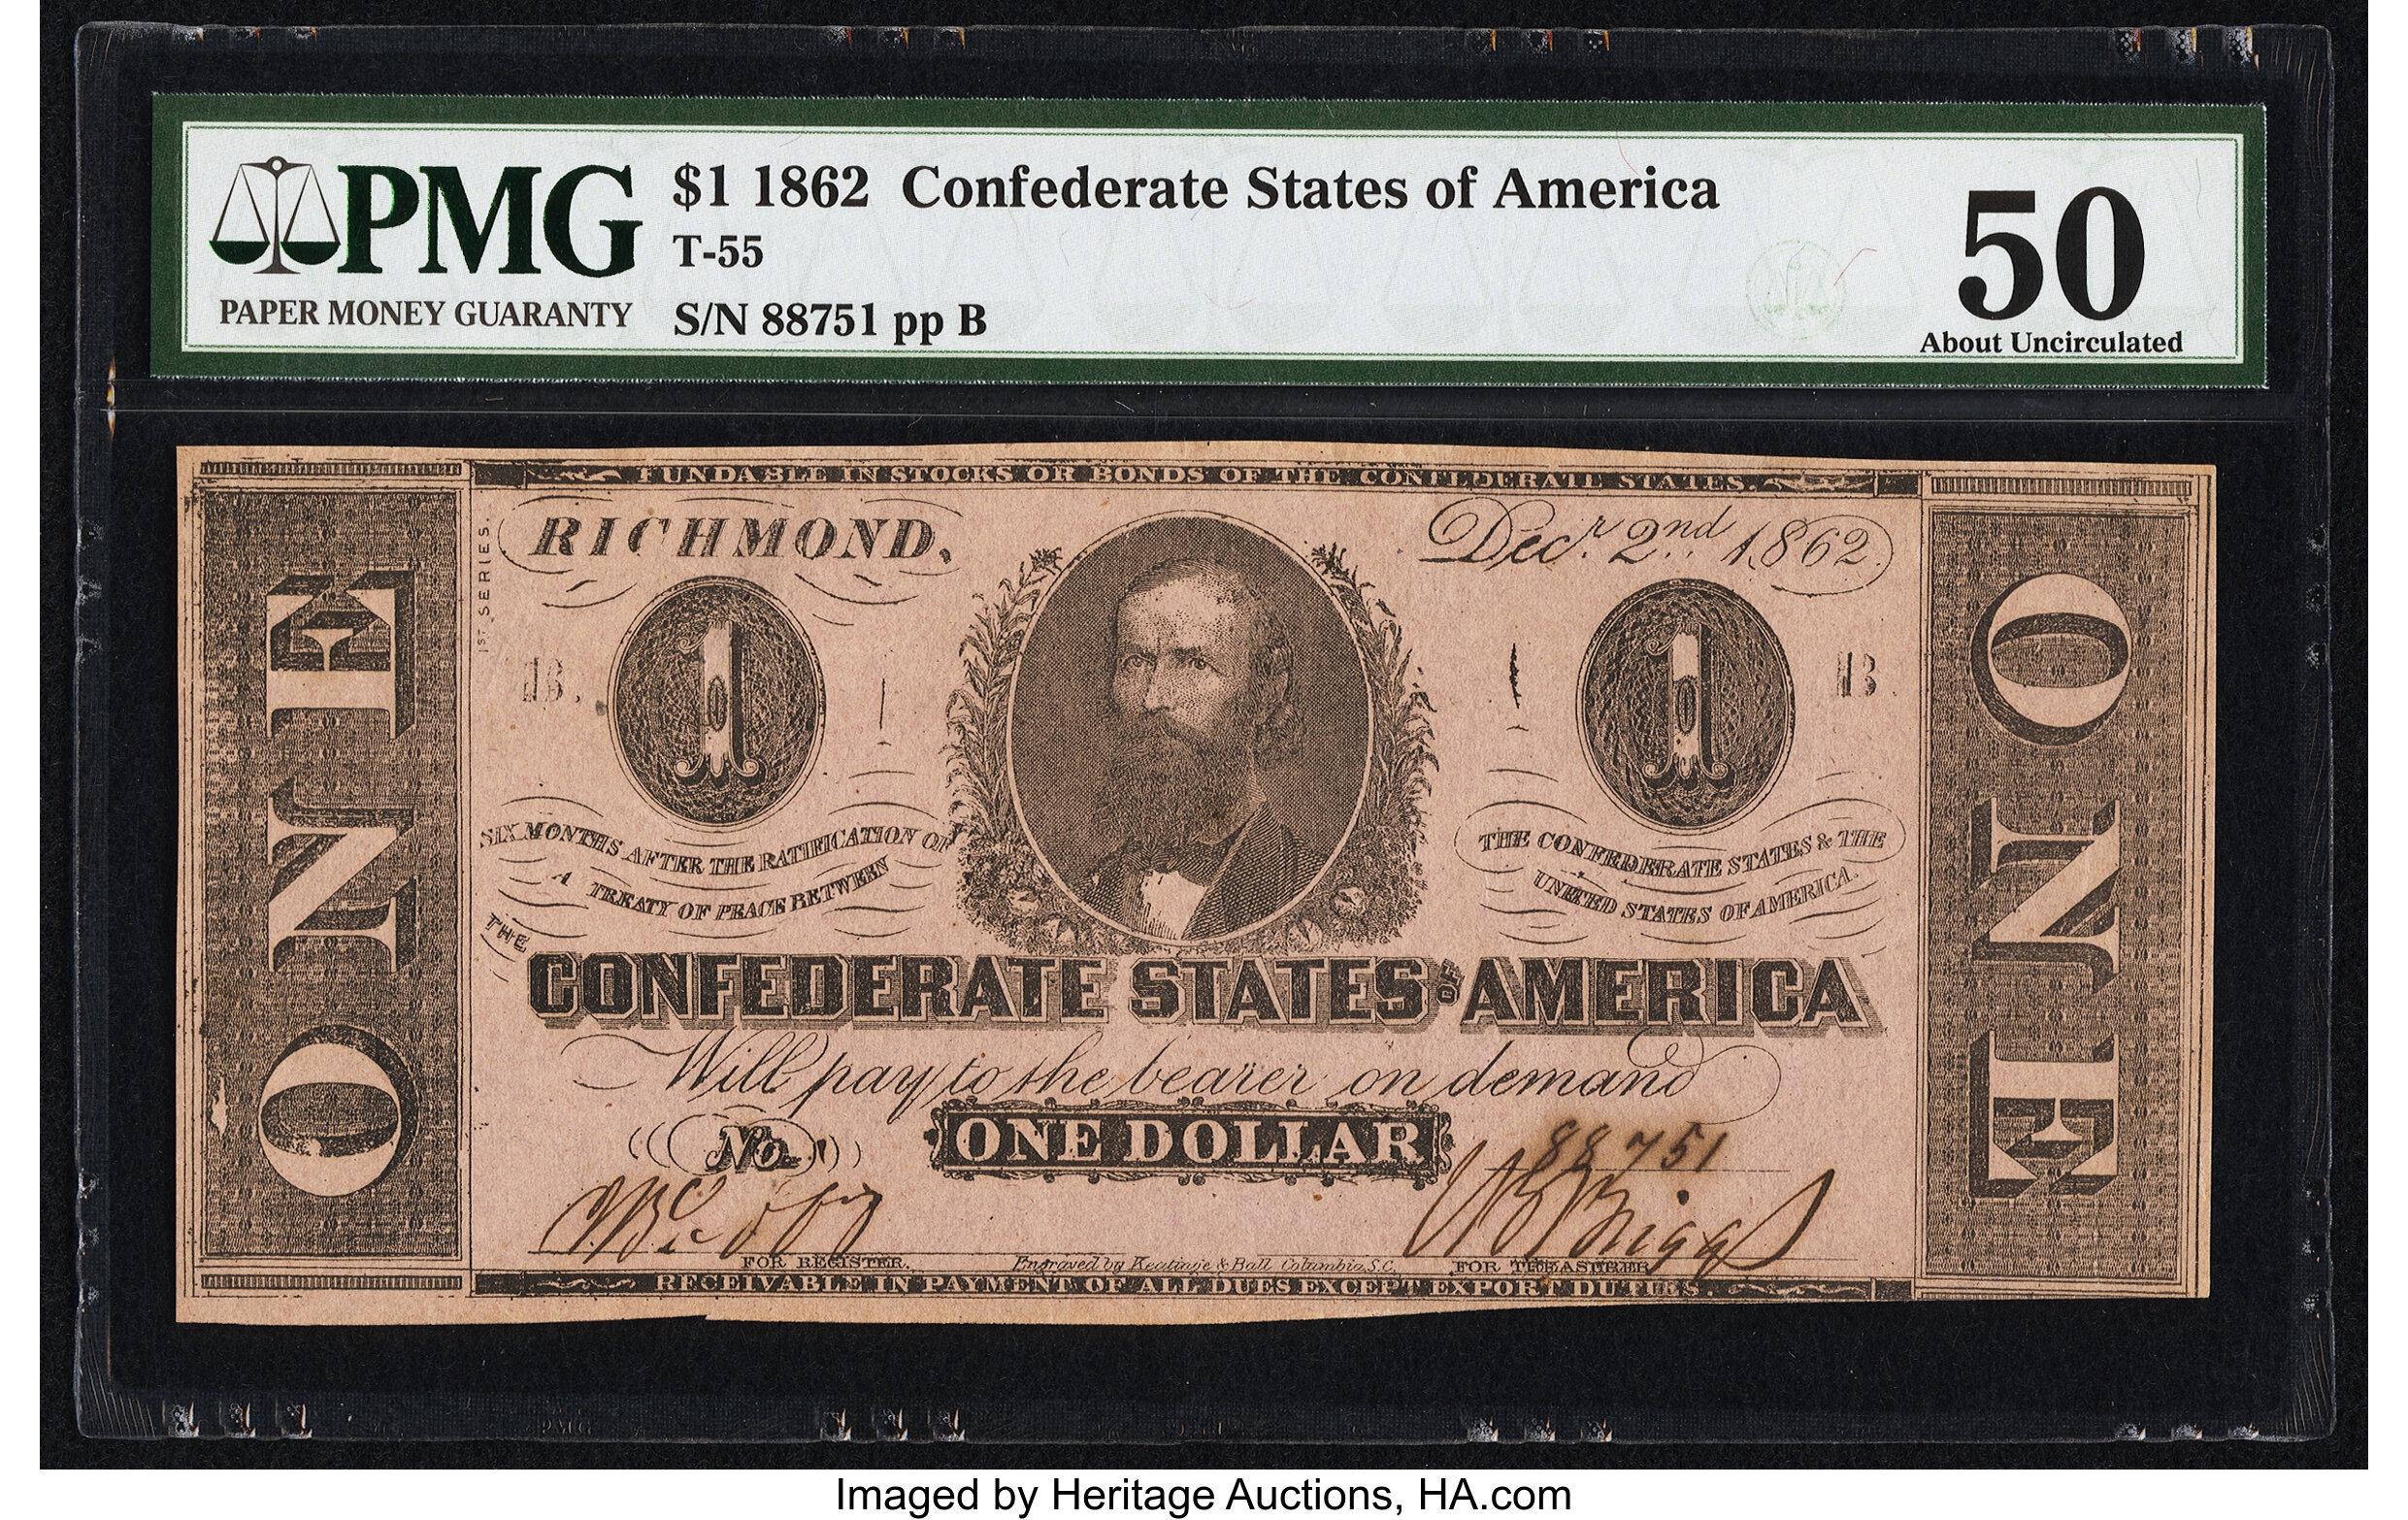 PMG
PAPER MONEY GUARANTY
$1 1862 Confederate States of America
T-55
S/N 88751 pp B
50
About Uncirculated
FUNDABLE IN STOCKS OR BONDS OF THE CONFEDERATE STATES.
1ST SERIES.
RICHMOND,
Decr. 2nd. 1862.
ONE
1
1
ONE
SIX MONTHS AFTER THE RATIFICATION OF
A TREATY OF PEACE BETWEEN
THE CONFEDERATE STATES & THE
UNITED STATES OF AMERICA.
THE
CONFEDERATE STATES OF AMERICA
Will pay to the bearer on demand
No.
ONE DOLLAR
88751
Briggs
FOR REGISTER.
Engraved by Keatinge & Ball Columbia, S.C.
FOR TREASURER
RECEIVABLE IN PAYMENT OF ALL DUES EXCEPT EXPORT DUTIES.
PMG
Imaged by Heritage Auctions, HA.com